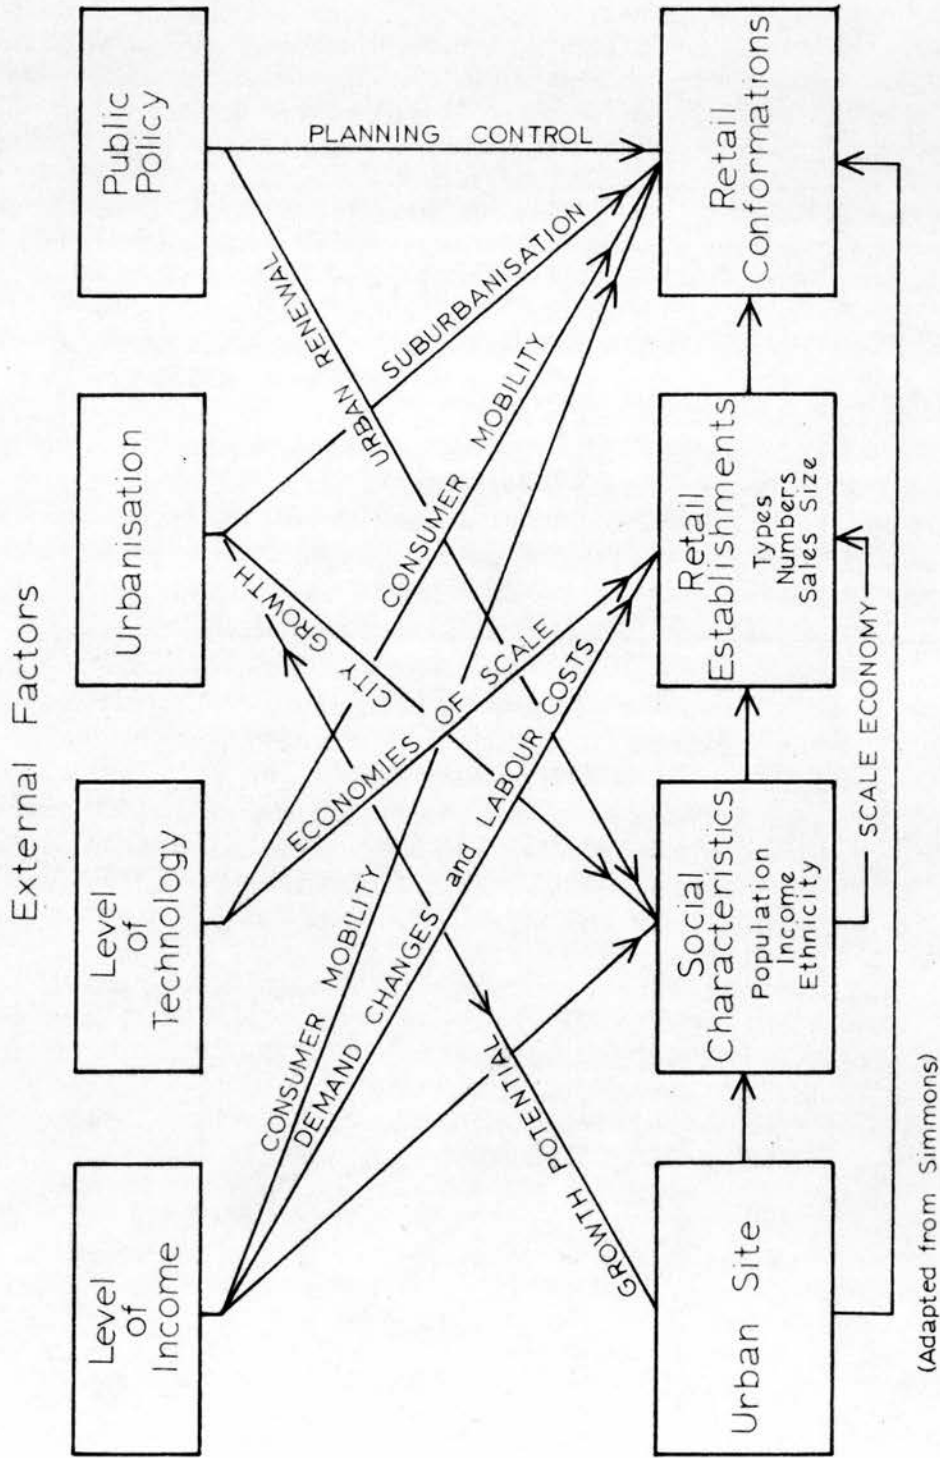 External Factors
Level
of
Income
Level
of
Technology
Urbanisation
Public
Policy
CONSUMER MOBILITY
DEMAND CHANGES and LABOUR COSTS
ECONOMIES OF SCALE
CITY GROWTH
CONSUMER MOBILITY
URBAN RENEWAL
SUBURBANISATION
PLANNING CONTROL
GROWTH POTENTIAL
Urban Site
Social
Characteristics
Population
Income
Ethnicity
Retail
Establishments
Types
Numbers
Sales Size
Retail
Conformations
SCALE ECONOMY
(Adapted from Simmons)